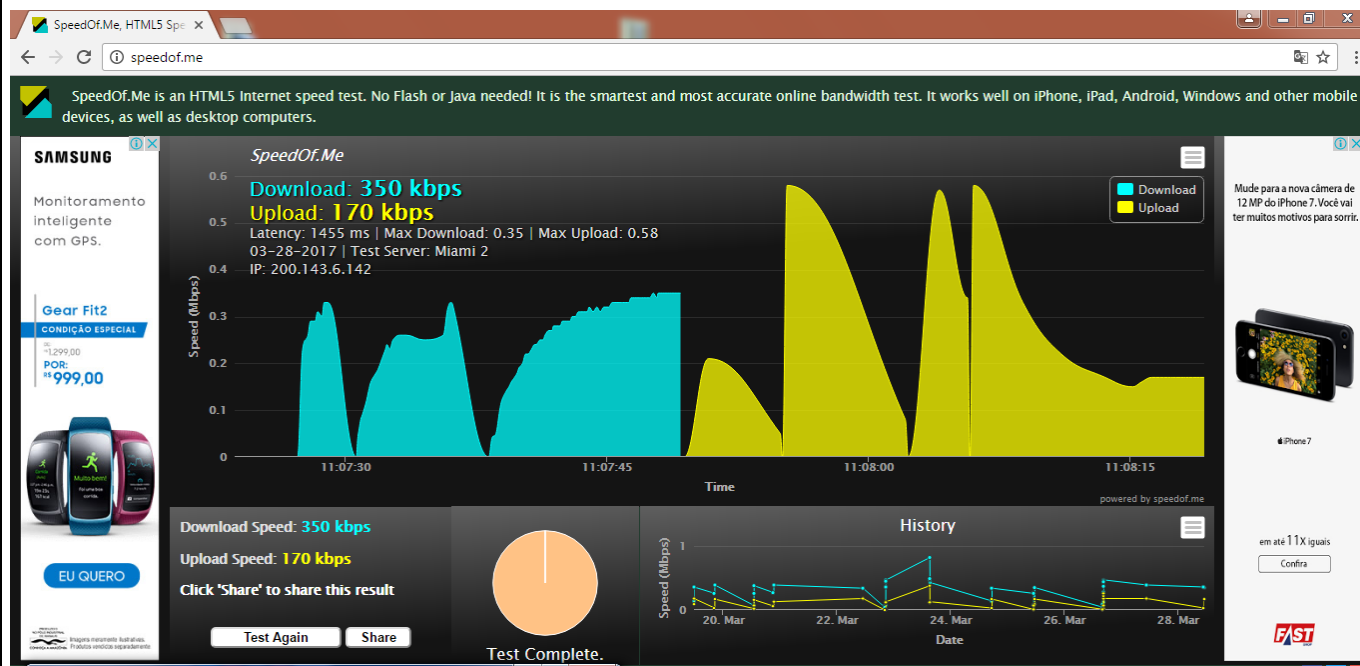 SpeedOf.Me, HTML5 Spe
speedof.me
SpeedOf.Me is an HTML5 Internet speed test. No Flash or Java needed! It is the smartest and most accurate online bandwidth test. It works well on iPhone, iPad, Android, Windows and other mobile
devices, as well as desktop computers.
SAMSUNG
Monitoramento
inteligente
com GPS.
Gear Fit2
CONDIÇÃO ESPECIAL
1.299,00
POR:
R$ 999,00
Muito bem!
EU QUERO
Imagens meramente ilustrativas.
Produtos vendidos separadamente
SpeedOf.Me
Download: 350 kbps
Upload: 170 kbps
Latency: 1455 ms | Max Download: 0.35 | Max Upload: 0.58
03-28-2017 | Test Server: Miami 2
IP: 200.143.6.142
Download
Upload
Speed (Mbps)
0.6
0.5
0.4
0.3
0.2
0.1
0
11:07:30 11:07:45 11:08:00 11:08:15
Time
powered by speedof.me
Download Speed: 350 kbps
Upload Speed: 170 kbps
Click 'Share' to share this result
Test Again Share
Test Complete.
History
Speed (Mbps)
1
0
20. Mar 22. Mar 24. Mar 26. Mar 28. Mar
Date
Mude para a nova câmera de
12 MP do iPhone 7. Você vai
ter muitos motivos para sorrir.
iPhone 7
em até 11X iguais
Confira
FAST
SHOP